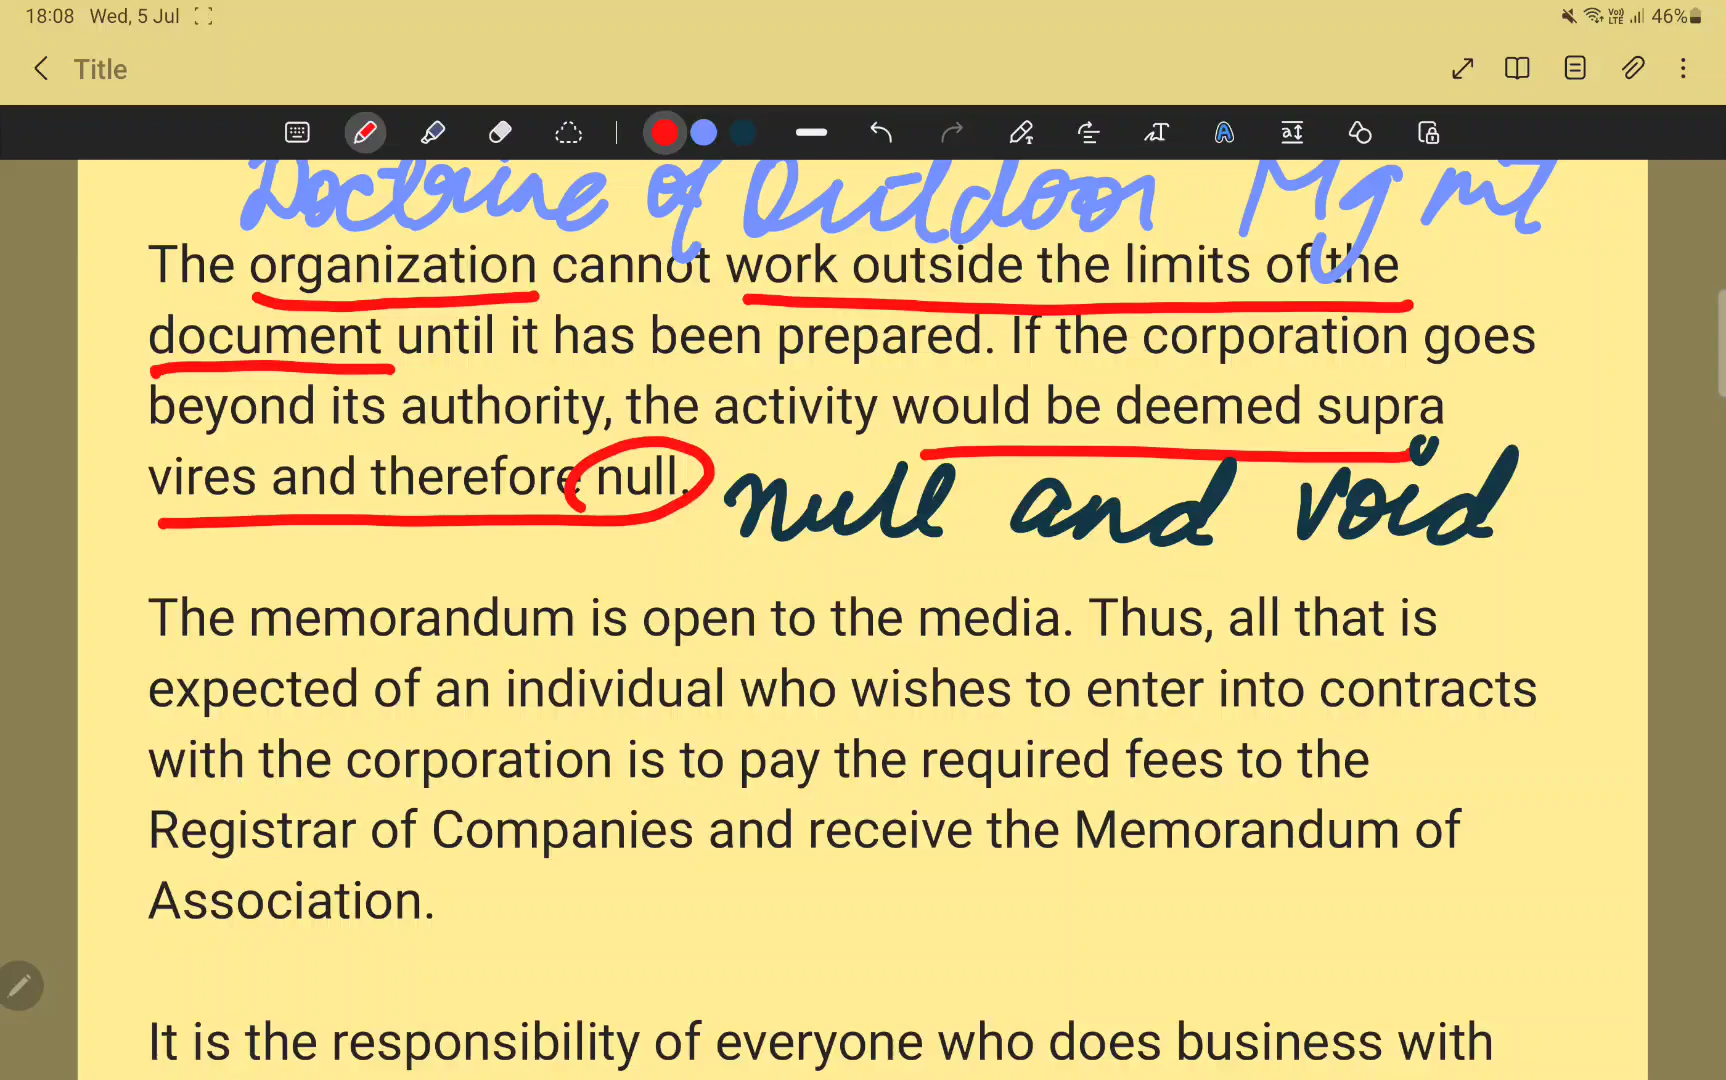 18:08 Wed, 5 Jul Vo) LTE 46%
Title
Doctrine of Outdoor Mgmt
The organization cannot work outside the limits of the
document until it has been prepared. If the corporation goes
beyond its authority, the activity would be deemed supra
vires and therefore null.
null and void
The memorandum is open to the media. Thus, all that is
expected of an individual who wishes to enter into contracts
with the corporation is to pay the required fees to the
Registrar of Companies and receive the Memorandum of
Association.
It is the responsibility of everyone who does business with